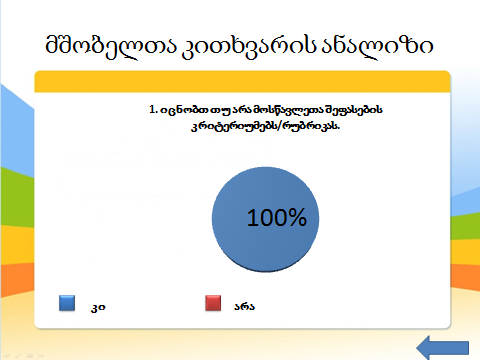 მშობელთა კითხვარის ანალიზი
1. იცნობთ თუ არა მოსწავლეთა შეფასების
კრიტერიუმებს/რუბრიკას.
100%
კი
არა